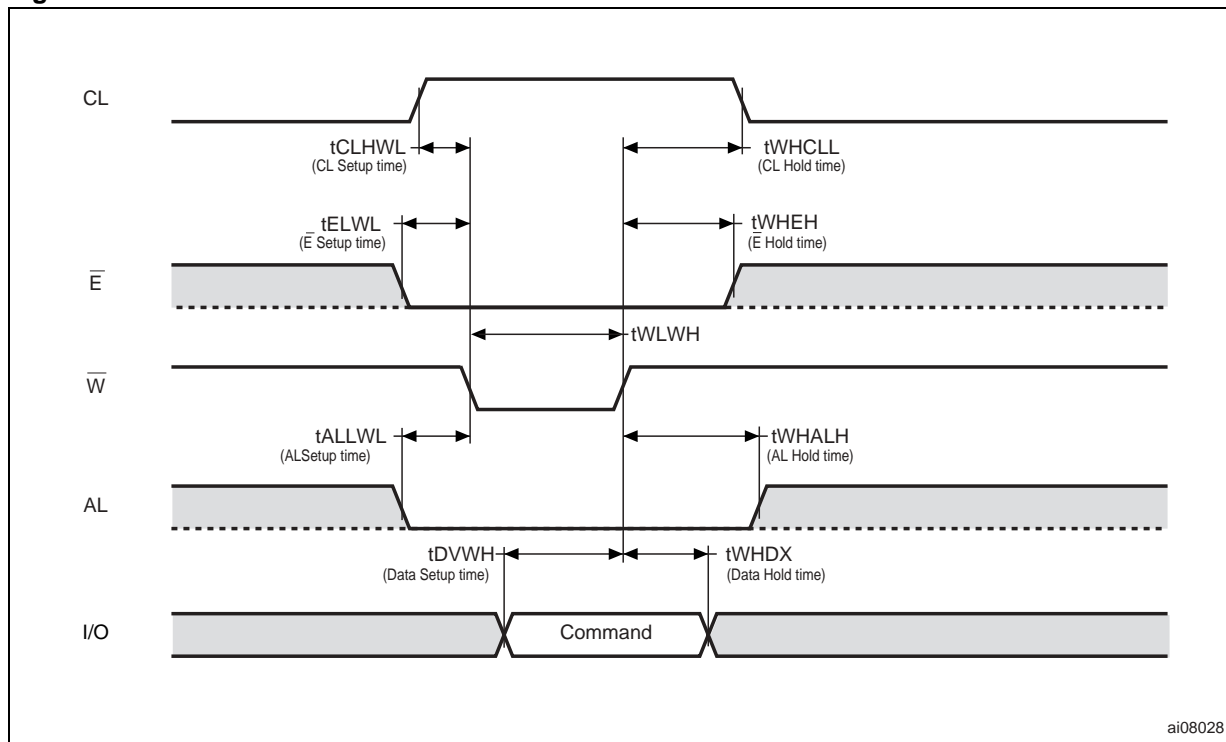 CL
tCLHWL
(CL Setup time)
tWHCLL
(CL Hold time)
tELWL
(E̅ Setup time)
tWHEH
(E̅ Hold time)
E̅
tWLWH
W̅
tALLWL
(ALSetup time)
tWHALH
(AL Hold time)
AL
tDVWH
(Data Setup time)
tWHDX
(Data Hold time)
I/O
Command
ai08028